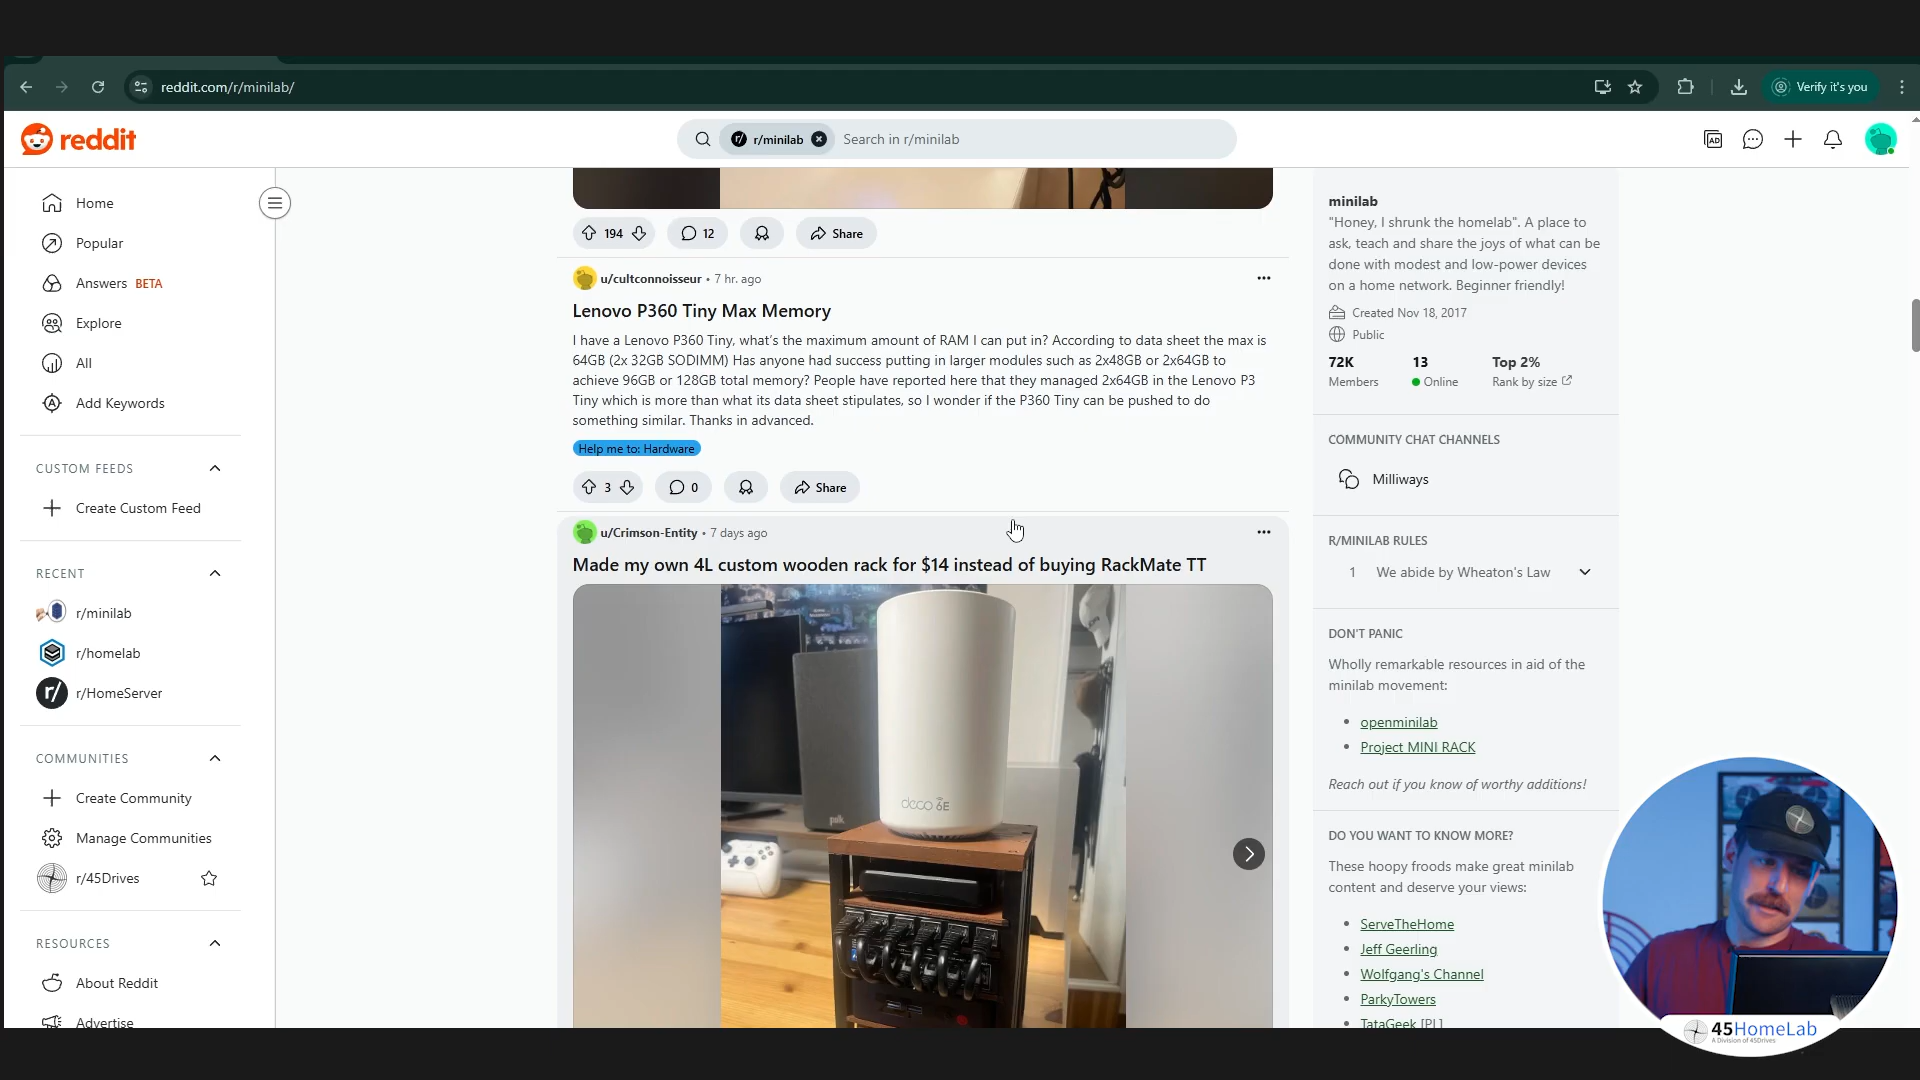 reddit.com/r/minilab/
Verify it's you
reddit
r/minilab
Search in r/minilab
Home
Popular
Answers BETA
Explore
All
Add Keywords
CUSTOM FEEDS
Create Custom Feed
RECENT
r/minilab
r/homelab
r/HomeServer
COMMUNITIES
Create Community
Manage Communities
r/45Drives
RESOURCES
About Reddit
Advertise
194
12
Share
u/cultconnoisseur • 7 hr. ago
Lenovo P360 Tiny Max Memory
I have a Lenovo P360 Tiny, what's the maximum amount of RAM I can put in? According to data sheet the max is
64GB (2x 32GB SODIMM) Has anyone had success putting in larger modules such as 2x48GB or 2x64GB to
achieve 96GB or 128GB total memory? People have reported here that they managed 2x64GB in the Lenovo P3
Tiny which is more than what its data sheet stipulates, so I wonder if the P360 Tiny can be pushed to do
something similar. Thanks in advanced.
Help me to: Hardware
3
0
Share
u/Crimson-Entity • 7 days ago
Made my own 4L custom wooden rack for $14 instead of buying RackMate TT
deco 6E
polk
minilab
"Honey, I shrunk the homelab". A place to
ask, teach and share the joys of what can be
done with modest and low-power devices
on a home network. Beginner friendly!
Created Nov 18, 2017
Public
72K
13
Top 2%
Members
Online
Rank by size
COMMUNITY CHAT CHANNELS
Milliways
R/MINILAB RULES
1 We abide by Wheaton's Law
DON'T PANIC
Wholly remarkable resources in aid of the
minilab movement:
openminilab
Project MINI RACK
Reach out if you know of worthy additions!
DO YOU WANT TO KNOW MORE?
These hoopy froods make great minilab
content and deserve your views:
ServeTheHome
Jeff Geerling
Wolfgang's Channel
ParkyTowers
TataGeek [PL]
45HomeLab
A Division of 45Drives